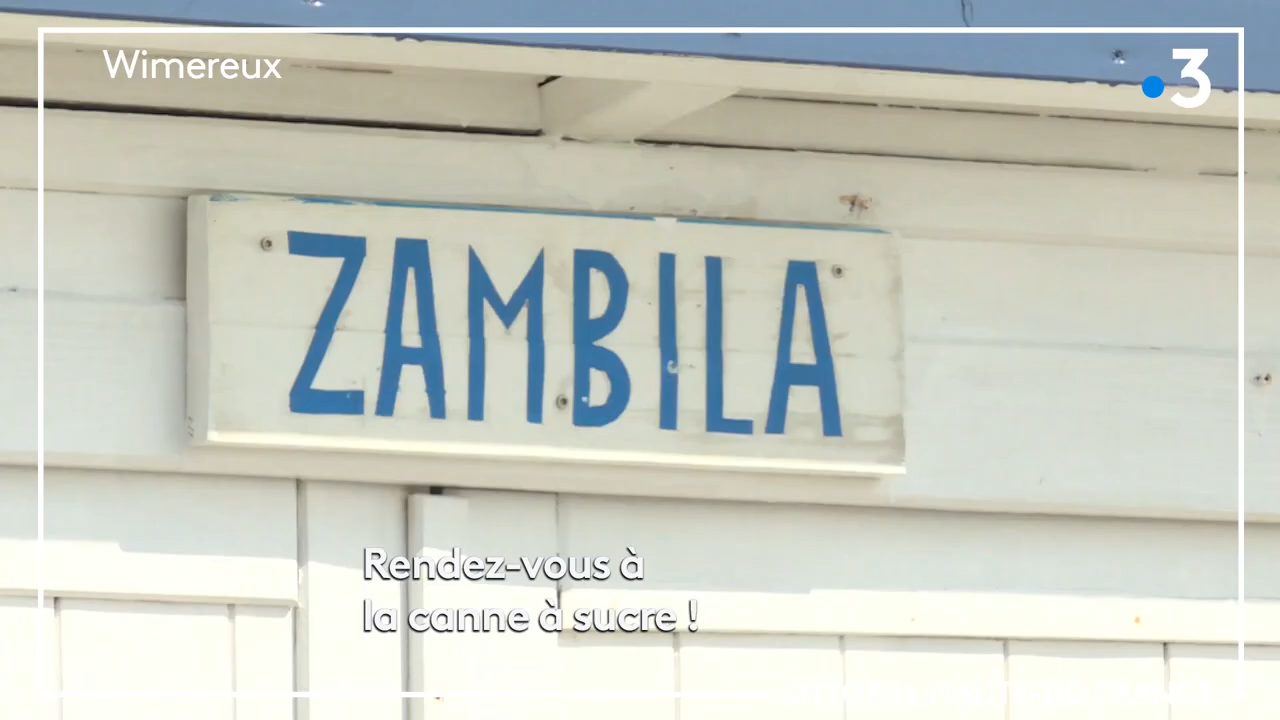 Wimereux
3
ZAMBILA
Rendez-vous à
la canne à sucre !